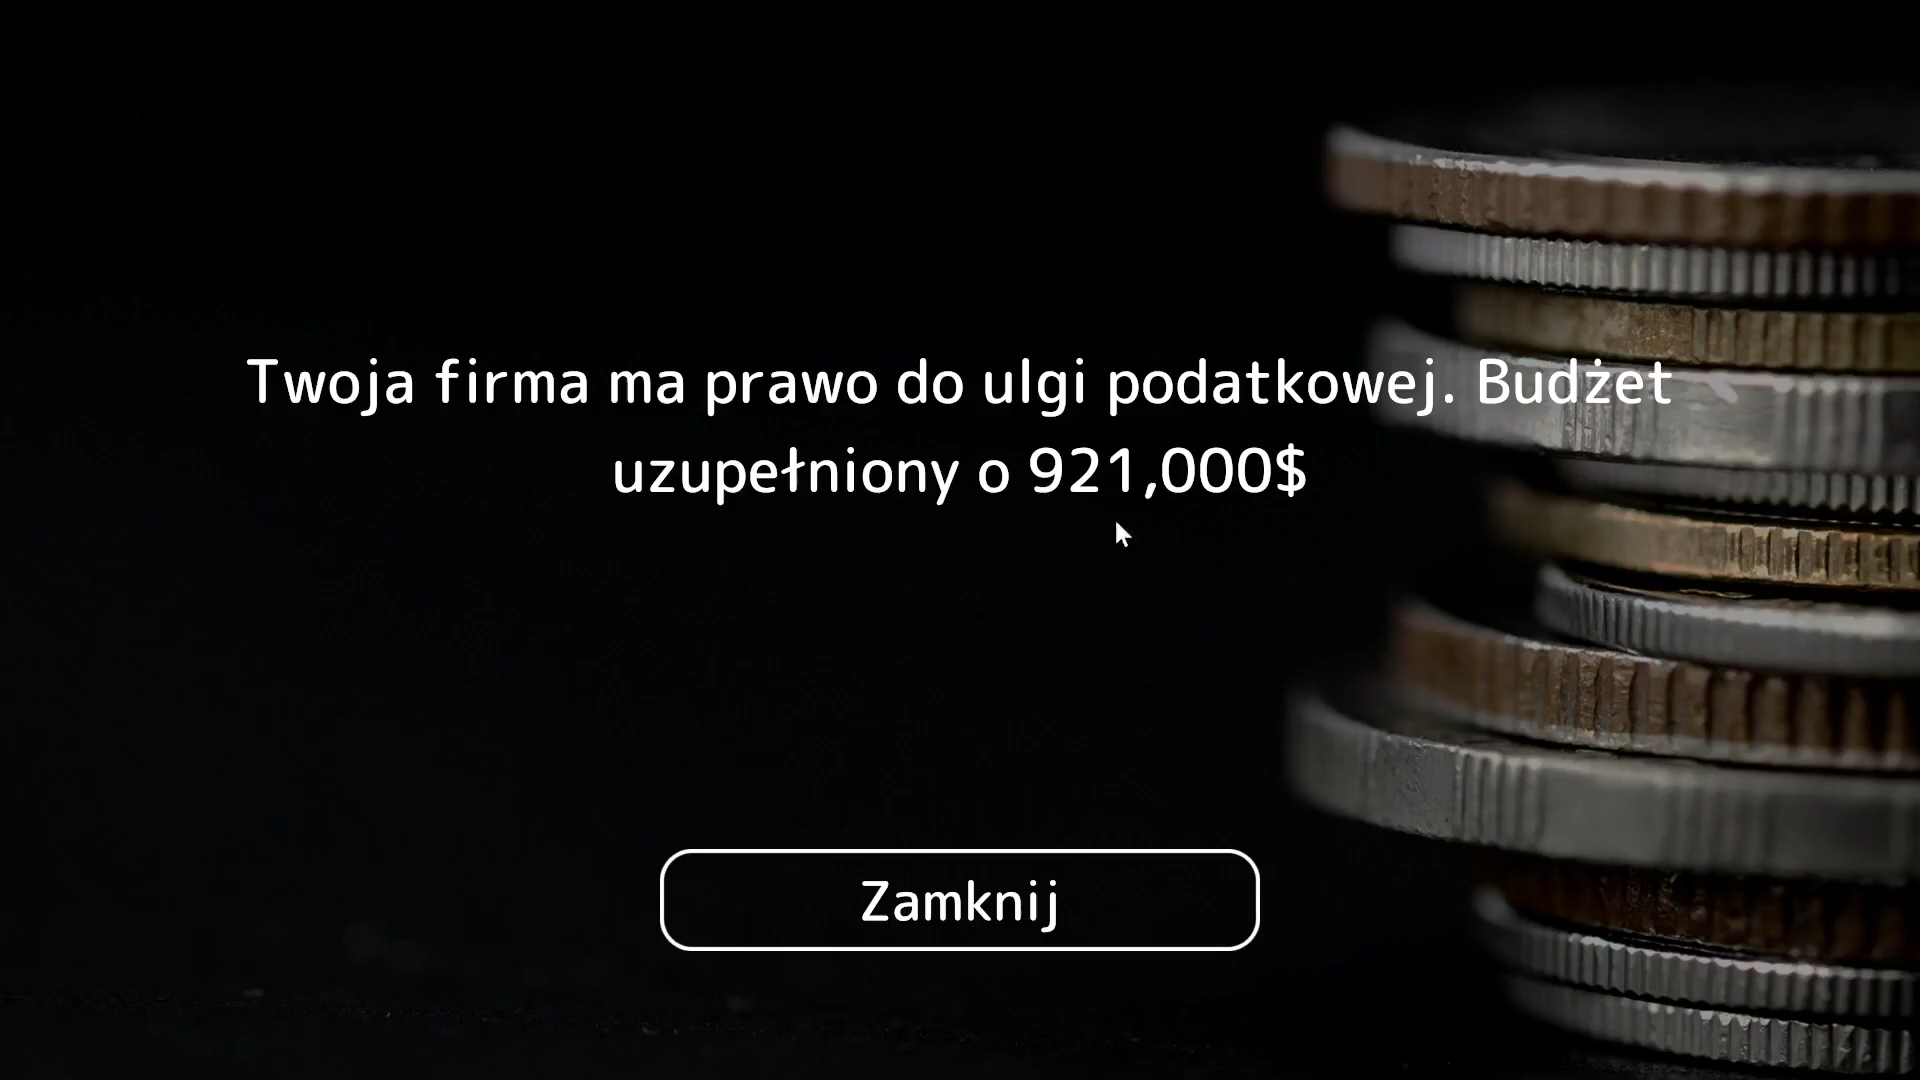 Twoja firma ma prawo do ulgi podatkowej. Budżet
uzupełniony o 921,000$
Zamknij